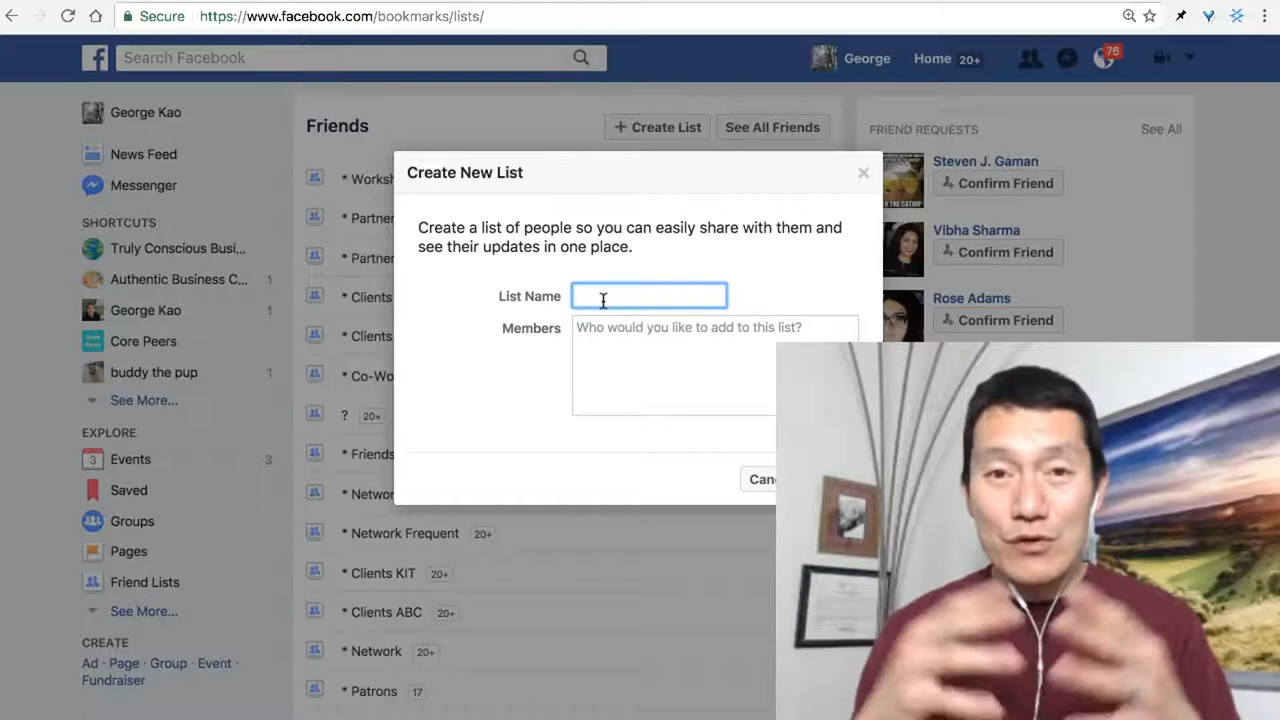 Secure https://www.facebook.com/bookmarks/lists/
Search Facebook
George
Home 20+
76
George Kao
News Feed
Messenger
SHORTCUTS
Truly Conscious Busi...
Authentic Business C... 1
George Kao 1
Core Peers
buddy the pup 1
See More...
EXPLORE
3 Events 3
Saved
Groups
Pages
Friend Lists
See More...
CREATE
Ad · Page · Group · Event ·
Fundraiser
Friends
+ Create List
See All Friends
* Works
* Partner
* Partner
* Clients
* Clients
* Co-Wo
? 20+
* Friends
* Networ
* Network Frequent 20+
* Clients KIT 20+
* Clients ABC 20+
* Network 20+
* Patrons 17
Create New List
Create a list of people so you can easily share with them and
see their updates in one place.
List Name
Members
Who would you like to add to this list?
Canc
FRIEND REQUESTS See All
Steven J. Gaman
Confirm Friend
Vibha Sharma
Confirm Friend
Rose Adams
Confirm Friend